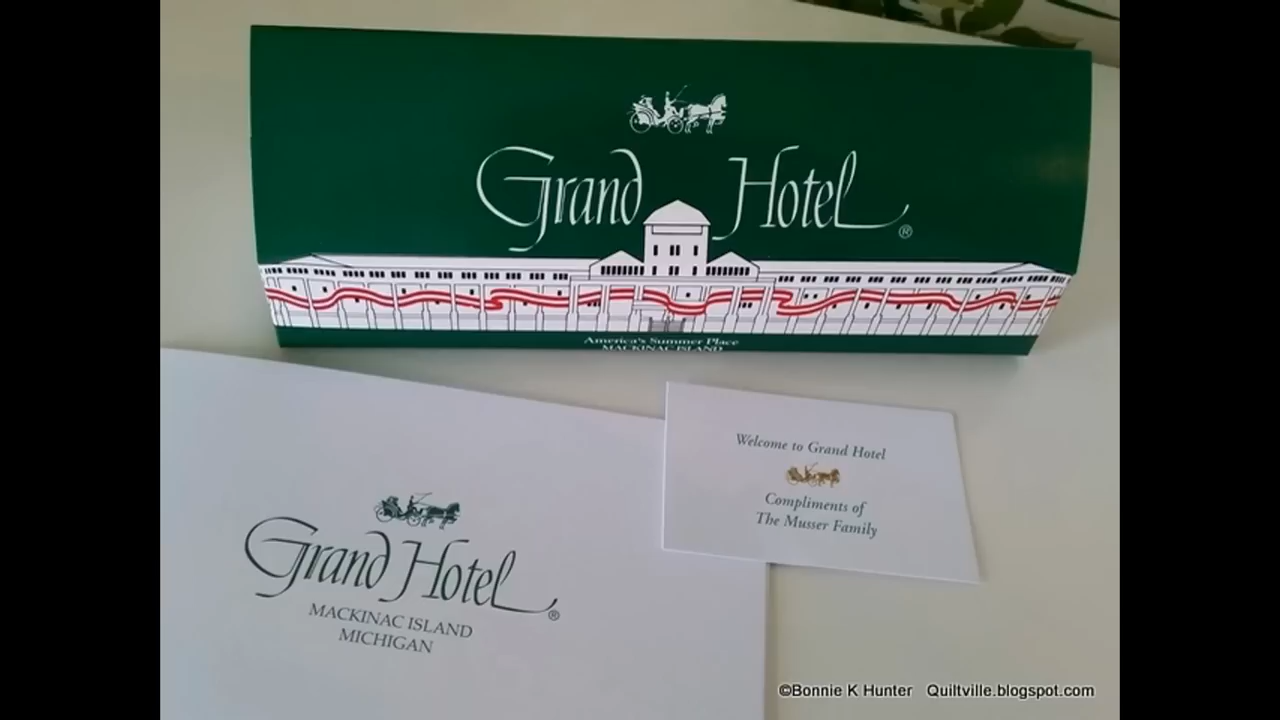 Grand Hotel®
America's Summer Place
MACKINAC ISLAND
Welcome to Grand Hotel
Compliments of
The Musser Family
Grand Hotel®
MACKINAC ISLAND
MICHIGAN
©Bonnie K Hunter Quiltville.blogspot.com